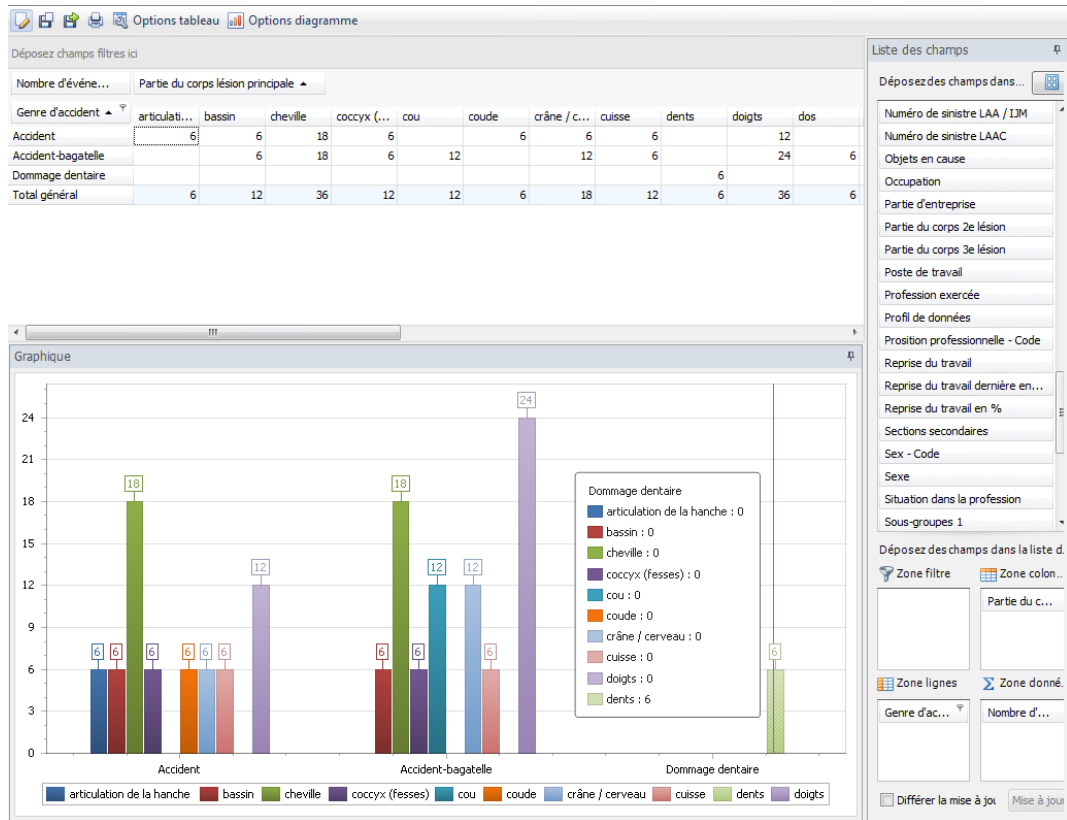 Options tableau Options diagramme
Déposez champs filtres ici
Nombre d'événe... Partie du corps lésion principale
Genre d'accident articulati... bassin cheville coccyx (... cou coude crâne / c... cuisse dents doigts dos
Accident 6 6 18 6 6 6 6 12
Accident-bagatelle 6 18 6 12 12 6 24 6
Dommage dentaire 6
Total général 6 12 36 12 12 6 18 12 6 36 6
Graphique
24
21
18
15
12
9
6
3
0
6 6 18 6 6 6 6 12
6 18 6 12 12 6 24
6
Dommage dentaire
articulation de la hanche : 0
bassin : 0
cheville : 0
coccyx (fesses) : 0
cou : 0
coude : 0
crâne / cerveau : 0
cuisse : 0
doigts : 0
dents : 6
Accident Accident-bagatelle Dommage dentaire
articulation de la hanche bassin cheville coccyx (fesses) cou coude crâne / cerveau cuisse dents doigts
Liste des champs
Déposez des champs dans...
Numéro de sinistre LAA / IJM
Numéro de sinistre LAAC
Objets en cause
Occupation
Partie d'entreprise
Partie du corps 2e lésion
Partie du corps 3e lésion
Poste de travail
Profession exercée
Profil de données
Prosition professionnelle - Code
Reprise du travail
Reprise du travail dernière en...
Reprise du travail en %
Sections secondaires
Sex - Code
Sexe
Situation dans la profession
Sous-groupes 1
Déposez des champs dans la liste d.
Zone filtre Zone colon..
Partie du c...
Zone lignes Σ Zone donné.
Genre d'ac... Nombre d'...
Différer la mise à jou Mise à jour